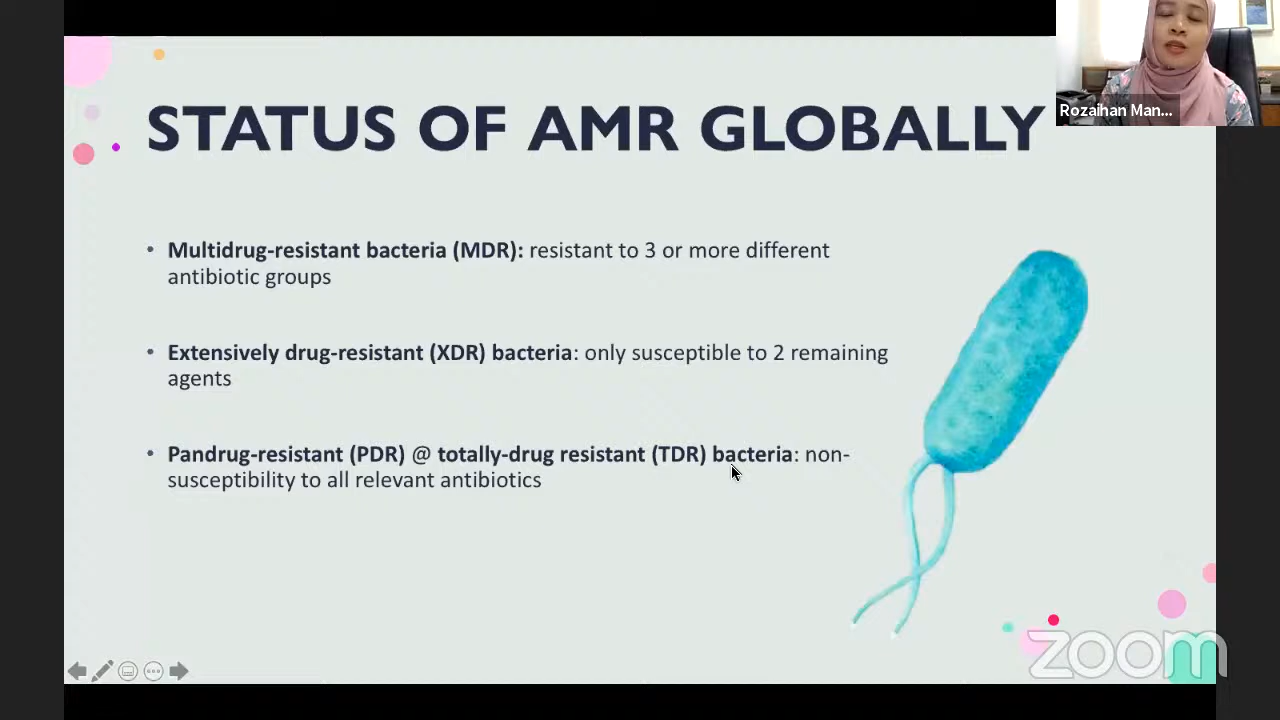 Rozaihan Man...
STATUS OF AMR GLOBALLY
• Multidrug-resistant bacteria (MDR): resistant to 3 or more different
antibiotic groups
• Extensively drug-resistant (XDR) bacteria: only susceptible to 2 remaining
agents
• Pandrug-resistant (PDR) @ totally-drug resistant (TDR) bacteria: non-
susceptibility to all relevant antibiotics
zoom